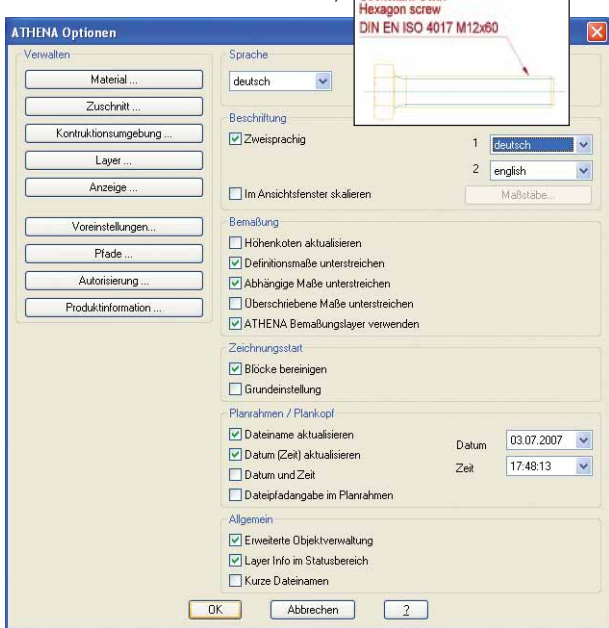 Hexagon screw
DIN EN ISO 4017 M12x60
ATHENA Optionen
Verwalten
Material ...
Zuschnitt ...
Kontruktionsumgebung ...
Layer ...
Anzeige ...
Voreinstellungen...
Pfade ...
Autorisierung ...
Produktinformation ...
Sprache
deutsch
Beschriftung
Zweisprachig
1 deutsch
2 english
Im Ansichtsfenster skalieren
Maßstäbe...
Bemaßung
Höhenkoten aktualisieren
Definitionsmaße unterstreichen
Abhängige Maße unterstreichen
Überschriebene Maße unterstreichen
ATHENA Bemaßungslayer verwenden
Zeichnungsstart
Blöcke bereinigen
Grundeinstellung
Planrahmen / Plankopf
Dateiname aktualisieren
Datum (Zeit) aktualisieren
Datum und Zeit
Dateipfadangabe im Planrahmen
Datum 03.07.2007
Zeit 17:48:13
Allgemein
Erweiterte Objektverwaltung
Layer Info im Statusbereich
Kurze Dateinamen
OK Abbrechen ?